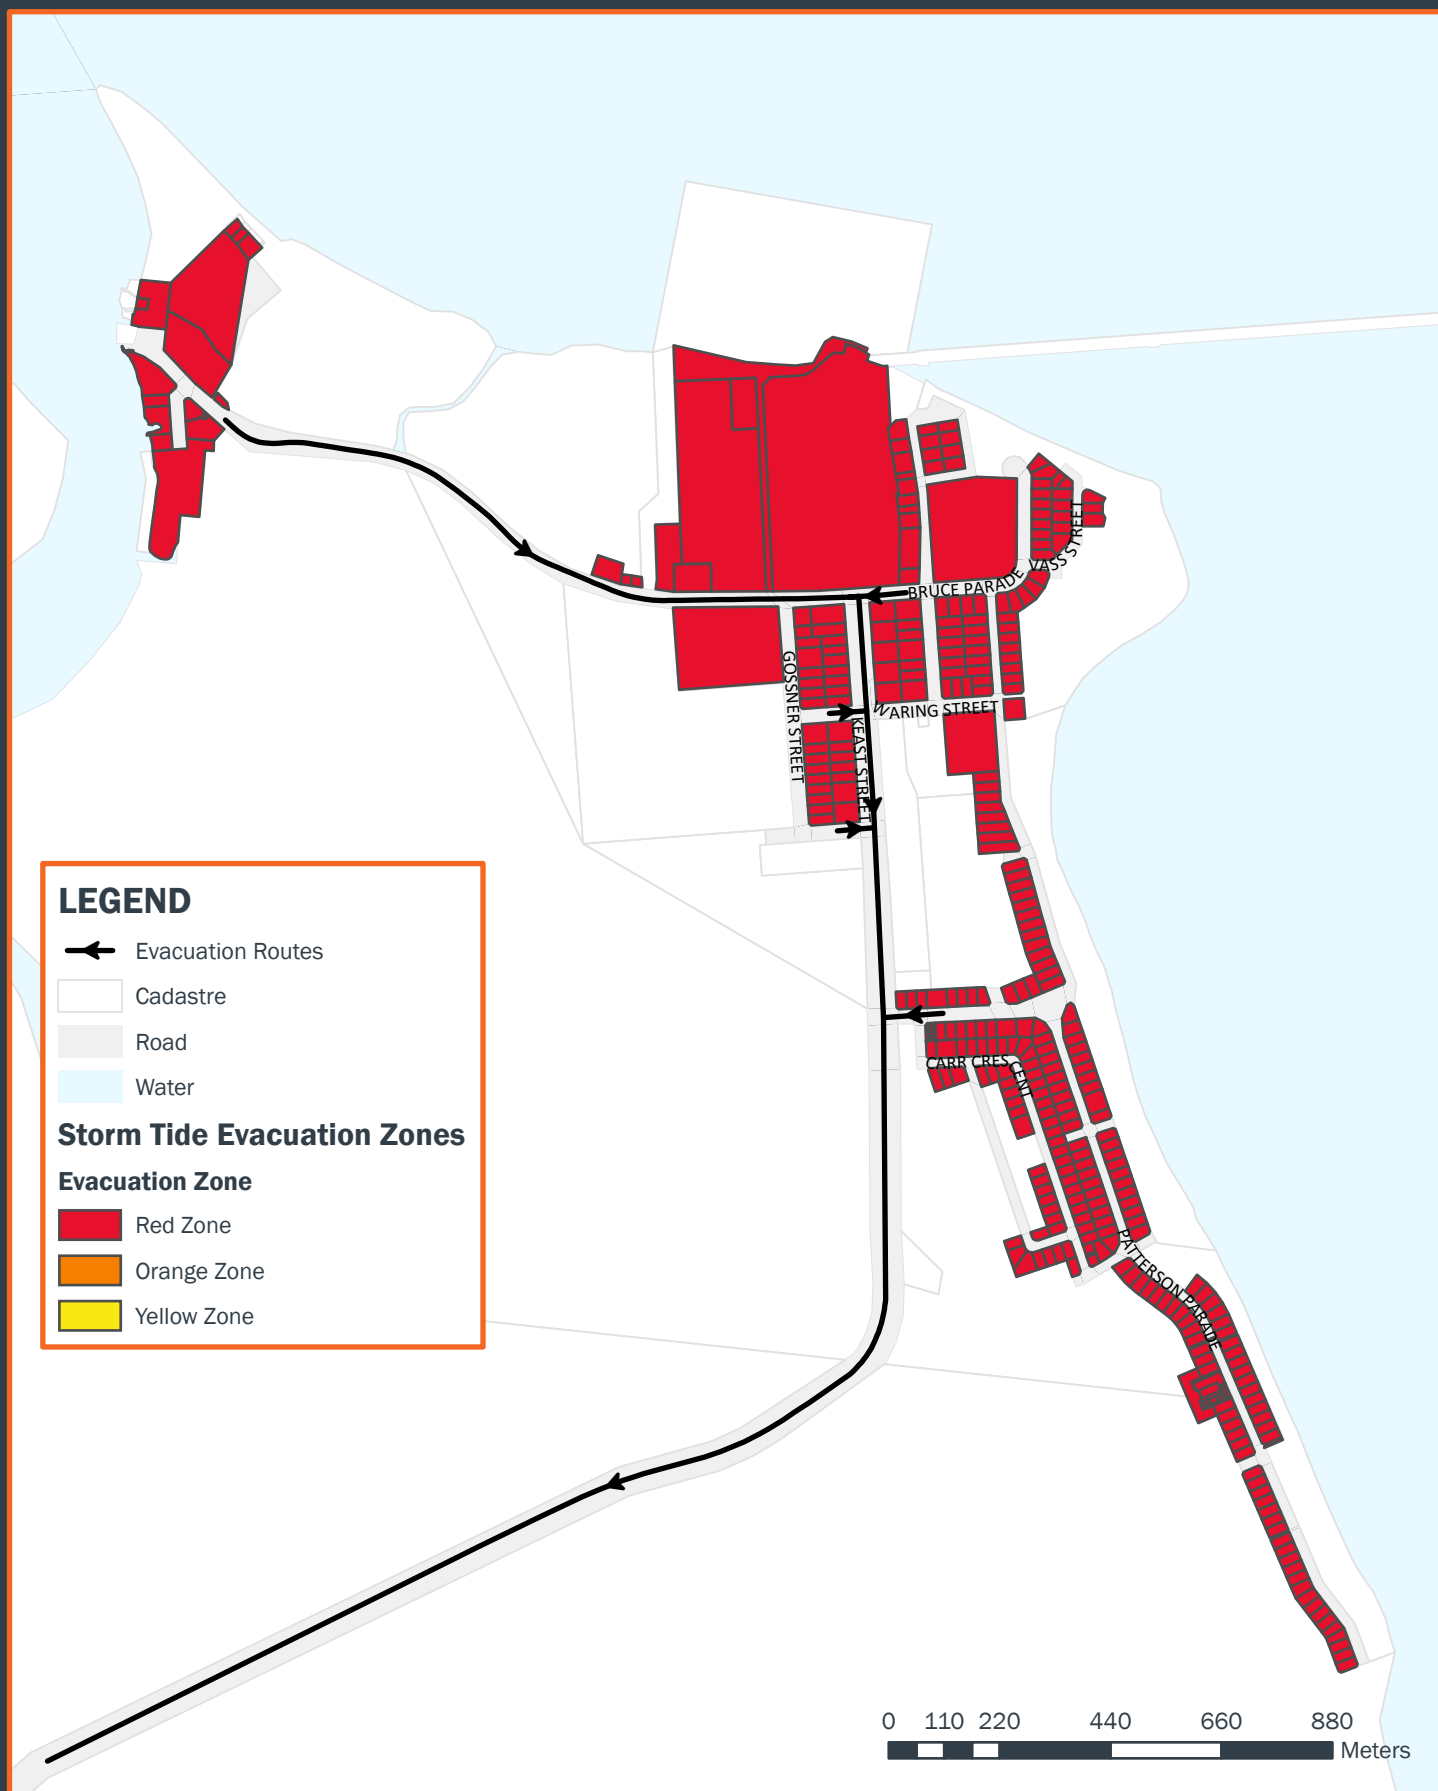 BRUCE PARADE
VASS STREET
GOSSNER STREET
WARING STREET
KEAST STREET
LEGEND
Evacuation Routes
Cadastre
Road
Water
Storm Tide Evacuation Zones
Evacuation Zone
Red Zone
Orange Zone
Yellow Zone
CARR CRESCENT
PATTERSON PARADE
0 110 220 440 660 880
Meters